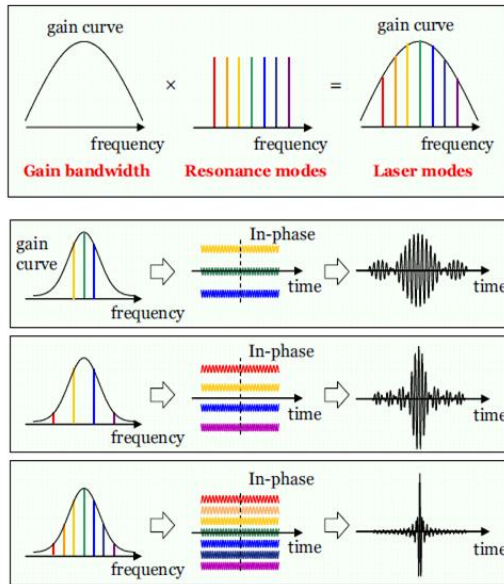 gain curve
gain curve
×
=
frequency
frequency
frequency
Gain bandwidth
Resonance modes
Laser modes
gain
curve
In-phase
time
time
frequency
In-phase
time
time
frequency
In-phase
time
time
frequency